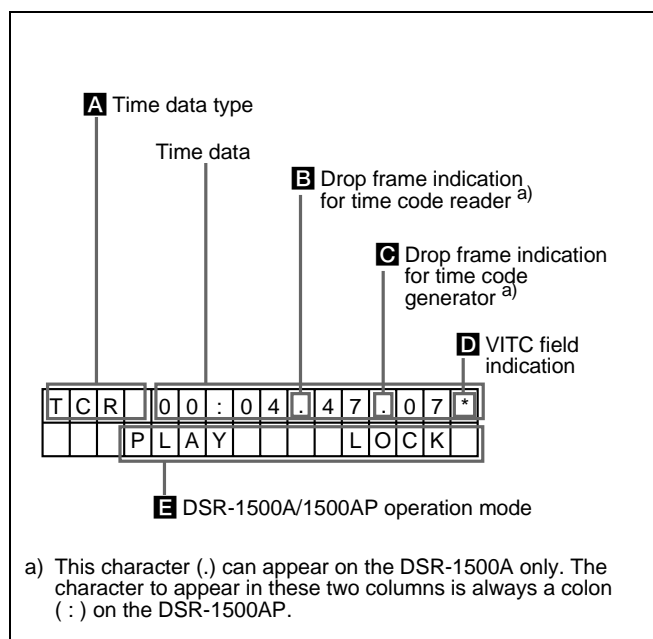 A Time data type
Time data
B Drop frame indication
for time code reader a)
C Drop frame indication
for time code
generator a)
D VITC field
indication
TCR 00:04.47.07*
PLAY LOCK
E DSR-1500A/1500AP operation mode
a) This character (.) can appear on the DSR-1500A only. The
character to appear in these two columns is always a colon
( : ) on the DSR-1500AP.